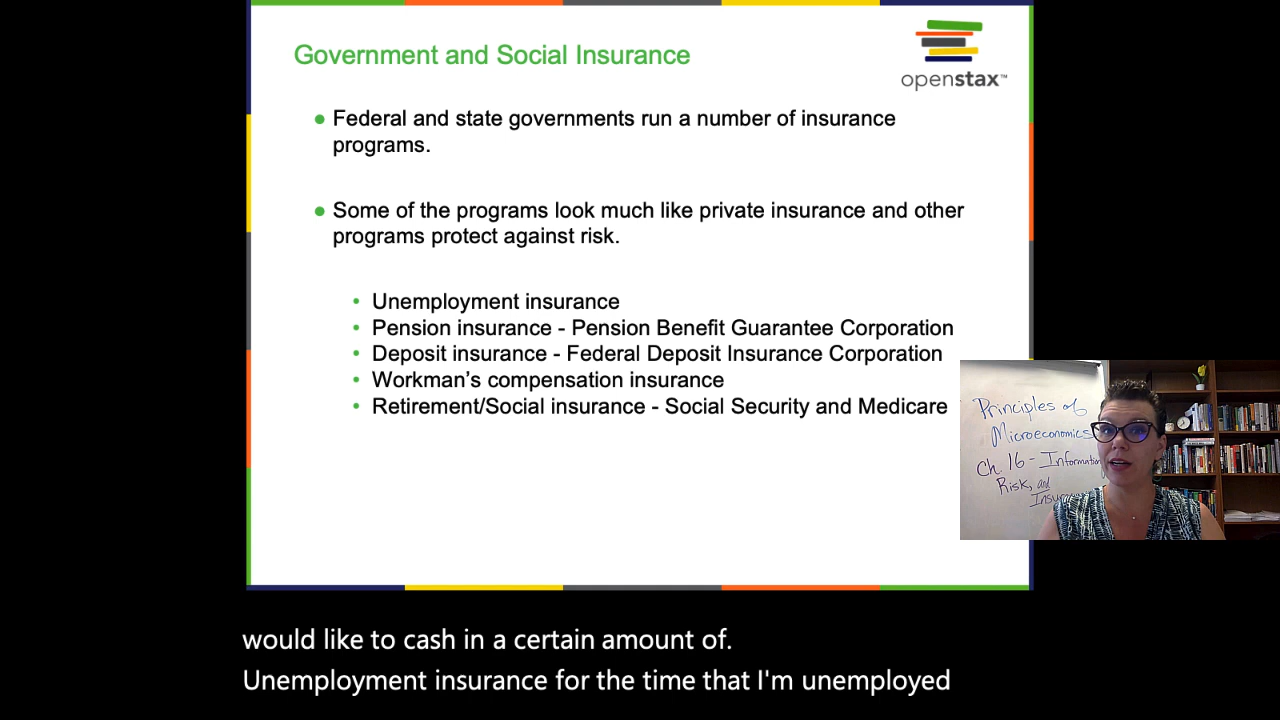 Government and Social Insurance
openstax™
● Federal and state governments run a number of insurance
programs.
● Some of the programs look much like private insurance and other
programs protect against risk.
• Unemployment insurance
• Pension insurance - Pension Benefit Guarantee Corporation
• Deposit insurance - Federal Deposit Insurance Corporation
• Workman’s compensation insurance
• Retirement/Social insurance - Social Security and Medicare
Principles of
Microeconomics
Ch. 16 - Information
Risk, and
would like to cash in a certain amount of.
Unemployment insurance for the time that I'm unemployed